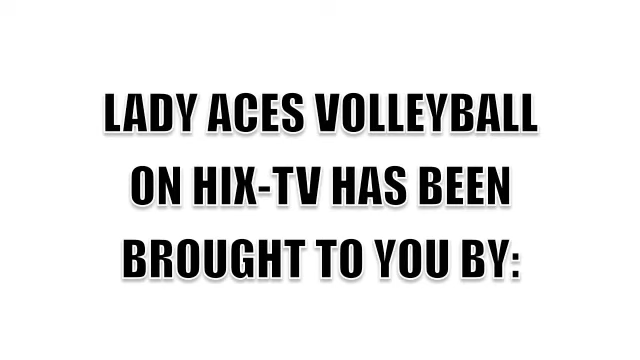 LADY ACES VOLLEYBALL
ON HIX-TV HAS BEEN
BROUGHT TO YOU BY: